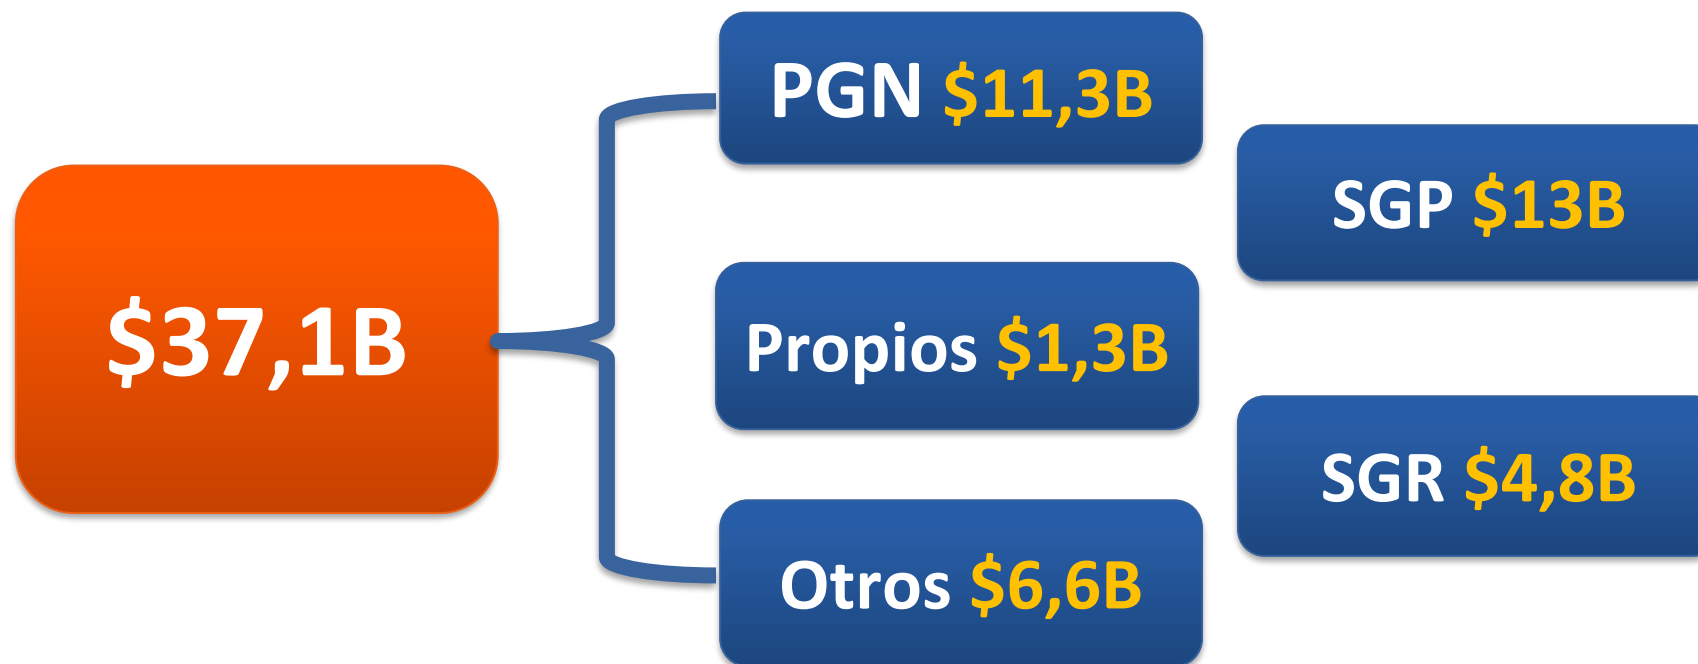 $37,1B
PGN $11,3B
SGP $13B
Propios $1,3B
SGR $4,8B
Otros $6,6B